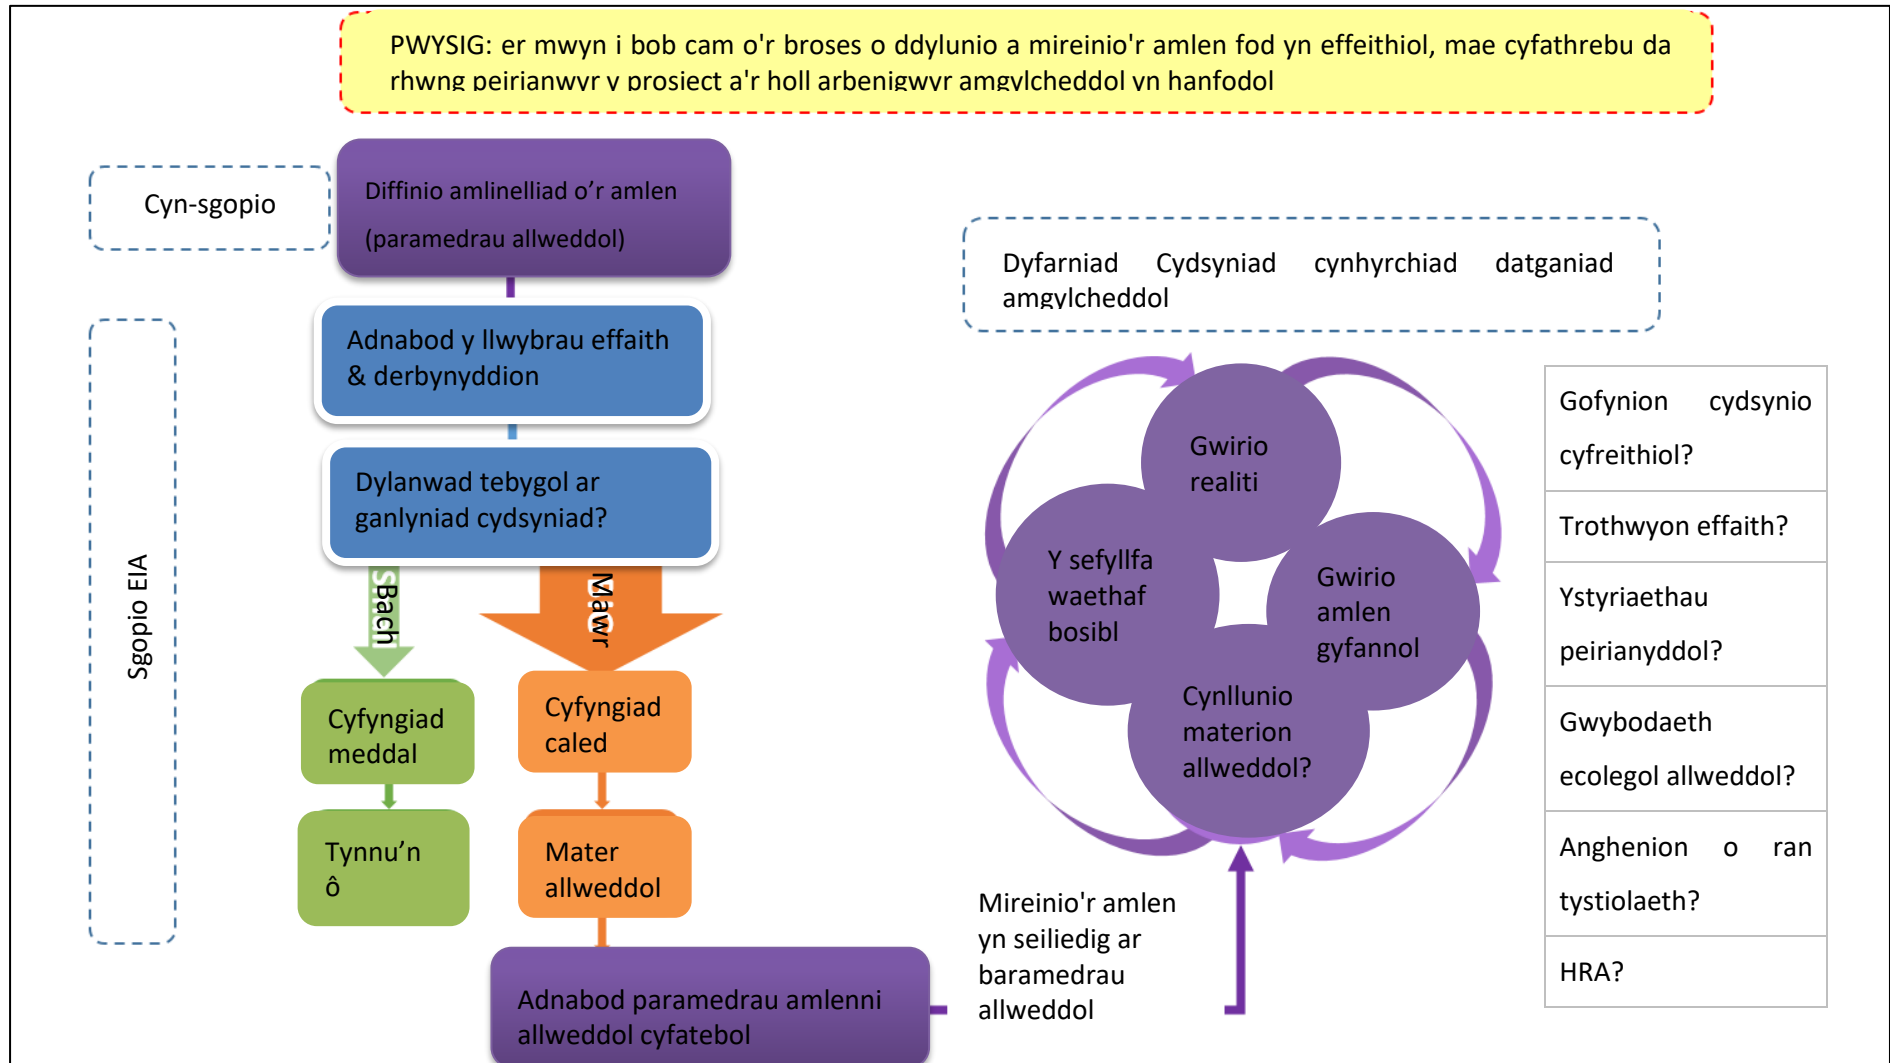 PWYSIG: er mwyn i bob cam o'r broses o ddylunio a mireinio'r amlen fod yn effeithiol, mae cyfathrebu da
rhwng peirianwyr y prosiect a'r holl arbenigwyr amgylcheddol yn hanfodol
Cyn-sgopio
Diffinio amlinelliad o’r amlen
(paramedrau allweddol)
Sgopio EIA
Adnabod y llwybrau effaith
& derbynyddion
Dylanwad tebygol ar
ganlyniad cydsyniad?
Bach
Mawr
Cyfyngiad
meddal
Cyfyngiad
caled
Tynnu’n
ô
Mater
allweddol
Adnabod paramedrau amlenni
allweddol cyfatebol
Mireinio'r amlen
yn seiliedig ar
baramedrau
allweddol
Dyfarniad Cydsyniad cynhyrchiad datganiad
amgylcheddol
Gwirio
realiti
Y sefyllfa
waethaf
bosibl
Gwirio
amlen
gyfannol
Cynllunio
materion
allweddol?
Gofynion cydsynio
cyfreithiol?
Trothwyon effaith?
Ystyriaethau
peirianyddol?
Gwybodaeth
ecolegol allweddol?
Anghenion o ran
tystiolaeth?
HRA?